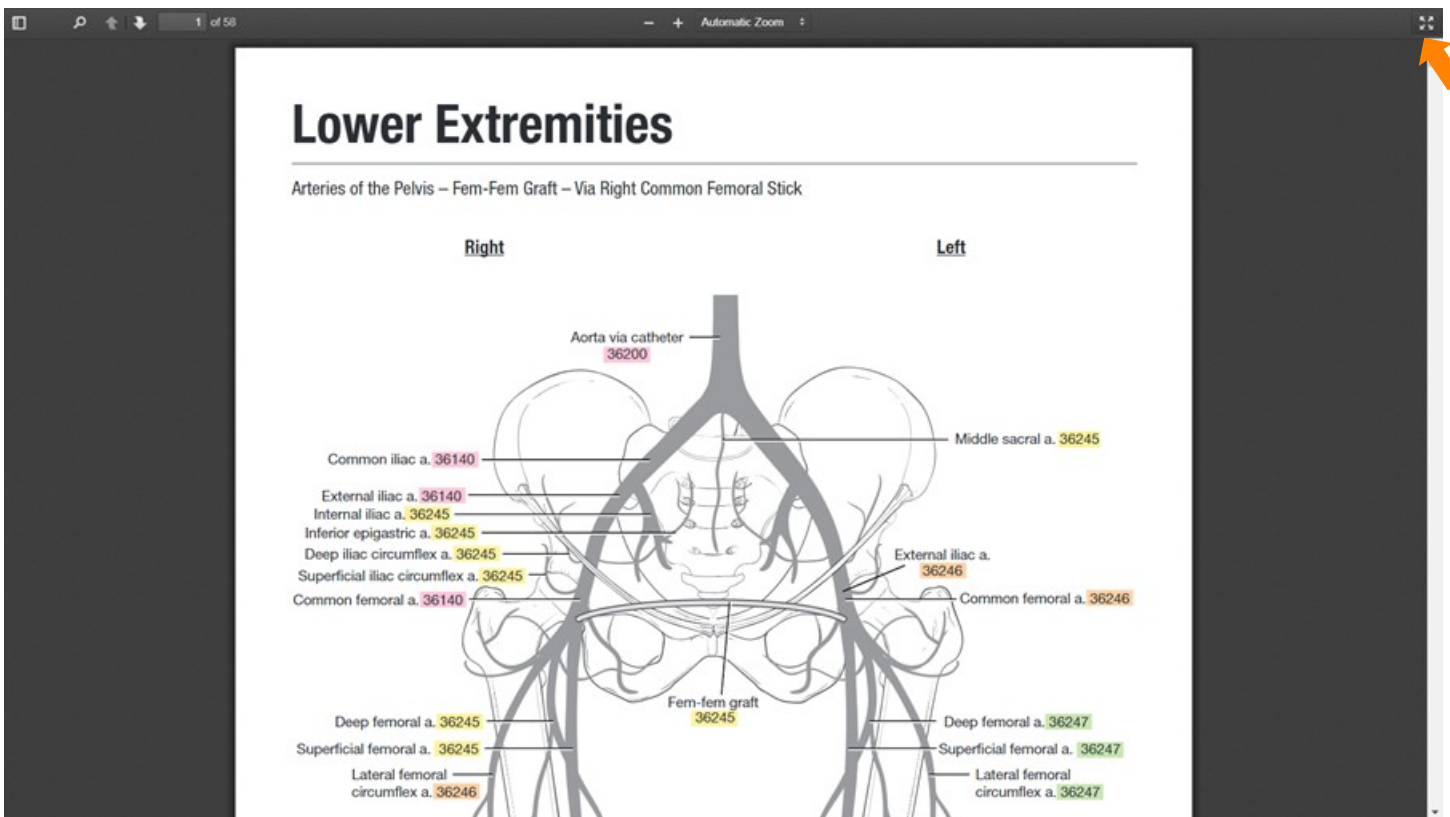 1 of 58
− + Automatic Zoom
Lower Extremities
Arteries of the Pelvis – Fem-Fem Graft – Via Right Common Femoral Stick
Right
Left
Aorta via catheter
36200
Middle sacral a. 36245
Common iliac a. 36140
External iliac a. 36140
Internal iliac a. 36245
Inferior epigastric a. 36245
Deep iliac circumflex a. 36245
Superficial iliac circumflex a. 36245
Common femoral a. 36140
External iliac a.
36246
Common femoral a. 36246
Fem-fem graft
36245
Deep femoral a. 36245
Superficial femoral a. 36245
Lateral femoral
circumflex a. 36246
Deep femoral a. 36247
Superficial femoral a. 36247
Lateral femoral
circumflex a. 36247